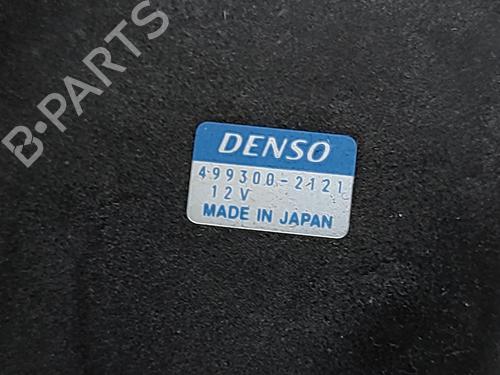 B-PARTS
DENSO
499300-2121
12V
MADE IN JAPAN